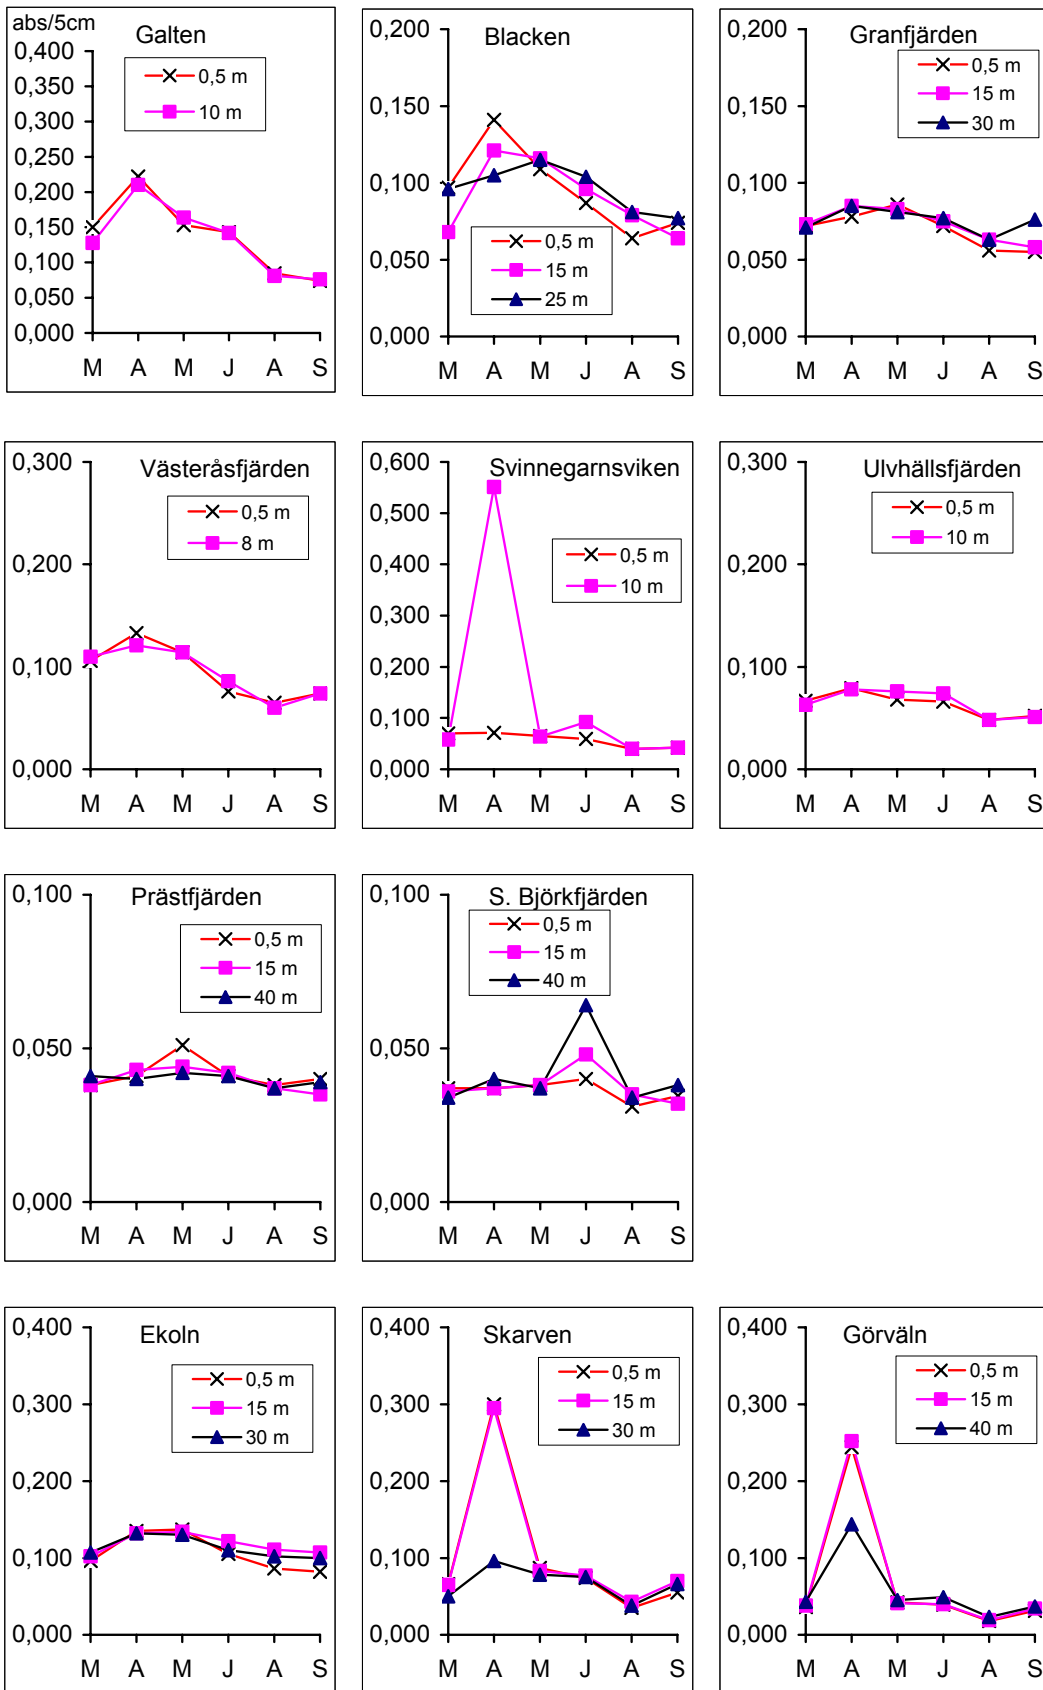 abs/5cm
Galten
0,400
0,350
0,300
0,250
0,200
0,150
0,100
0,050
0,000
0,5 m
10 m
M A M J A S
Blacken
0,200
0,150
0,100
0,050
0,000
0,5 m
15 m
25 m
M A M J A S
Granfjärden
0,200
0,150
0,100
0,050
0,000
0,5 m
15 m
30 m
M A M J A S
Västeråsfjärden
0,300
0,200
0,100
0,000
0,5 m
8 m
M A M J A S
Svinnegarnsviken
0,600
0,500
0,400
0,300
0,200
0,100
0,000
0,5 m
10 m
M A M J A S
Ulvhällsfjärden
0,300
0,200
0,100
0,000
0,5 m
10 m
M A M J A S
Prästfjärden
0,100
0,050
0,000
0,5 m
15 m
40 m
M A M J A S
S. Björkfjärden
0,100
0,050
0,000
0,5 m
15 m
40 m
M A M J A S
Ekoln
0,400
0,300
0,200
0,100
0,000
0,5 m
15 m
30 m
M A M J A S
Skarven
0,400
0,300
0,200
0,100
0,000
0,5 m
15 m
30 m
M A M J A S
Görväln
0,400
0,300
0,200
0,100
0,000
0,5 m
15 m
40 m
M A M J A S